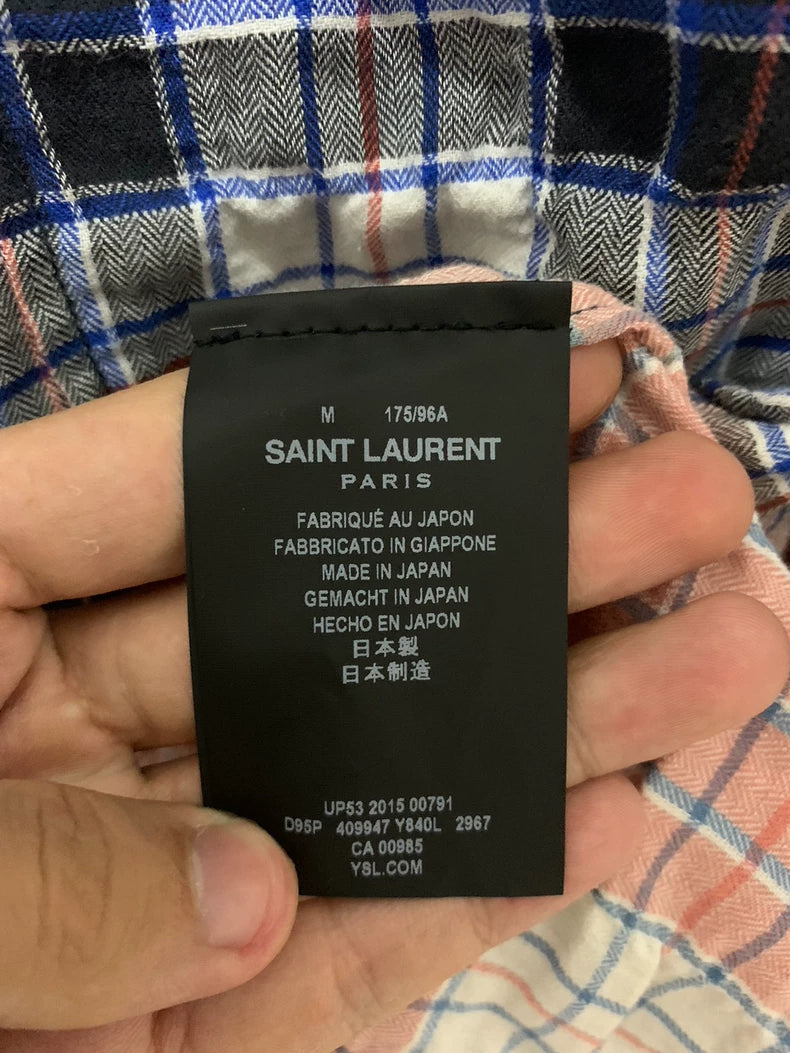 M 175/96A
SAINT LAURENT
PARIS
FABRIQUÉ AU JAPON
FABBRICATO IN GIAPPONE
MADE IN JAPAN
GEMACHT IN JAPAN
HECHO EN JAPON
日本製
日本制造
UP53 2015 00791
D95P 409947 Y840L 2967
CA 00985
YSL.COM